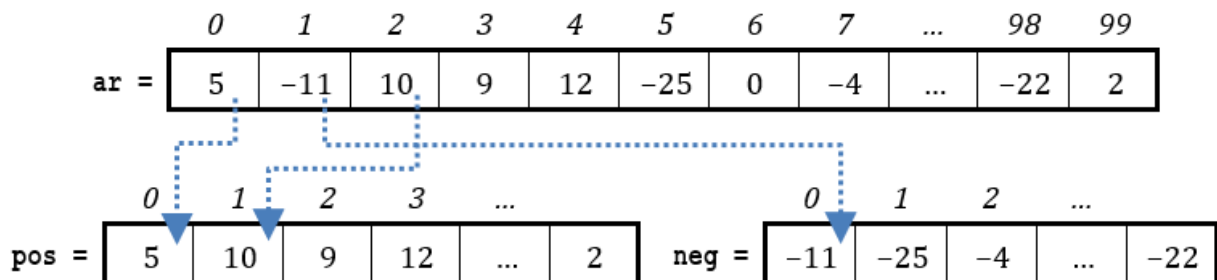 0 1 2 3 4 5 6 7 ... 98 99
ar = 5 –11 10 9 12 –25 0 –4 ... –22 2
0 1 2 3 ... 0 1 2 ...
pos = 5 10 9 12 ... 2 neg = –11 –25 –4 ... –22